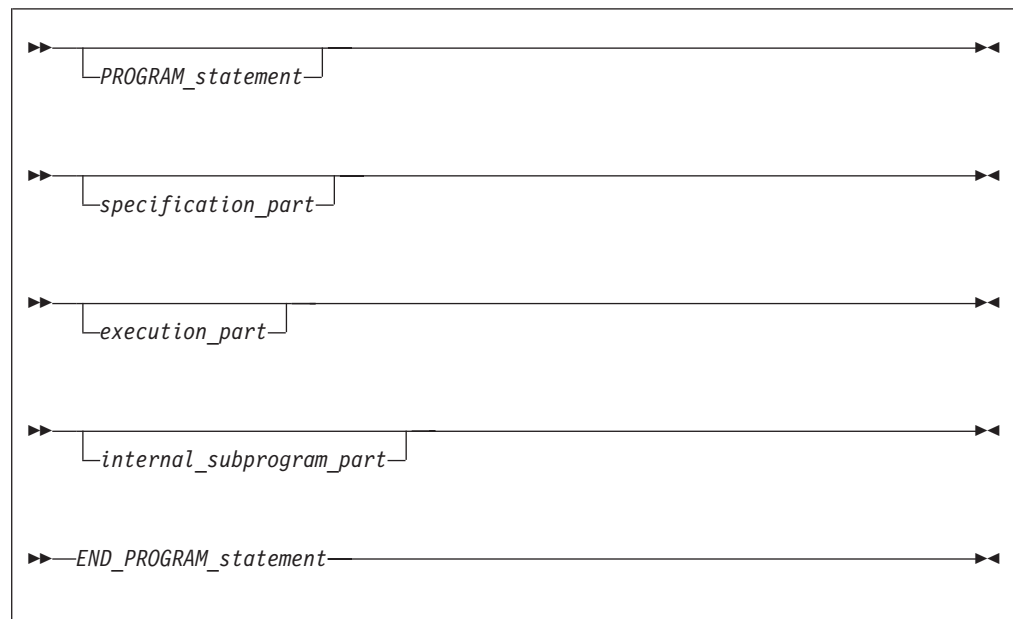 PROGRAM_statement
specification_part
execution_part
internal_subprogram_part
END_PROGRAM_statement